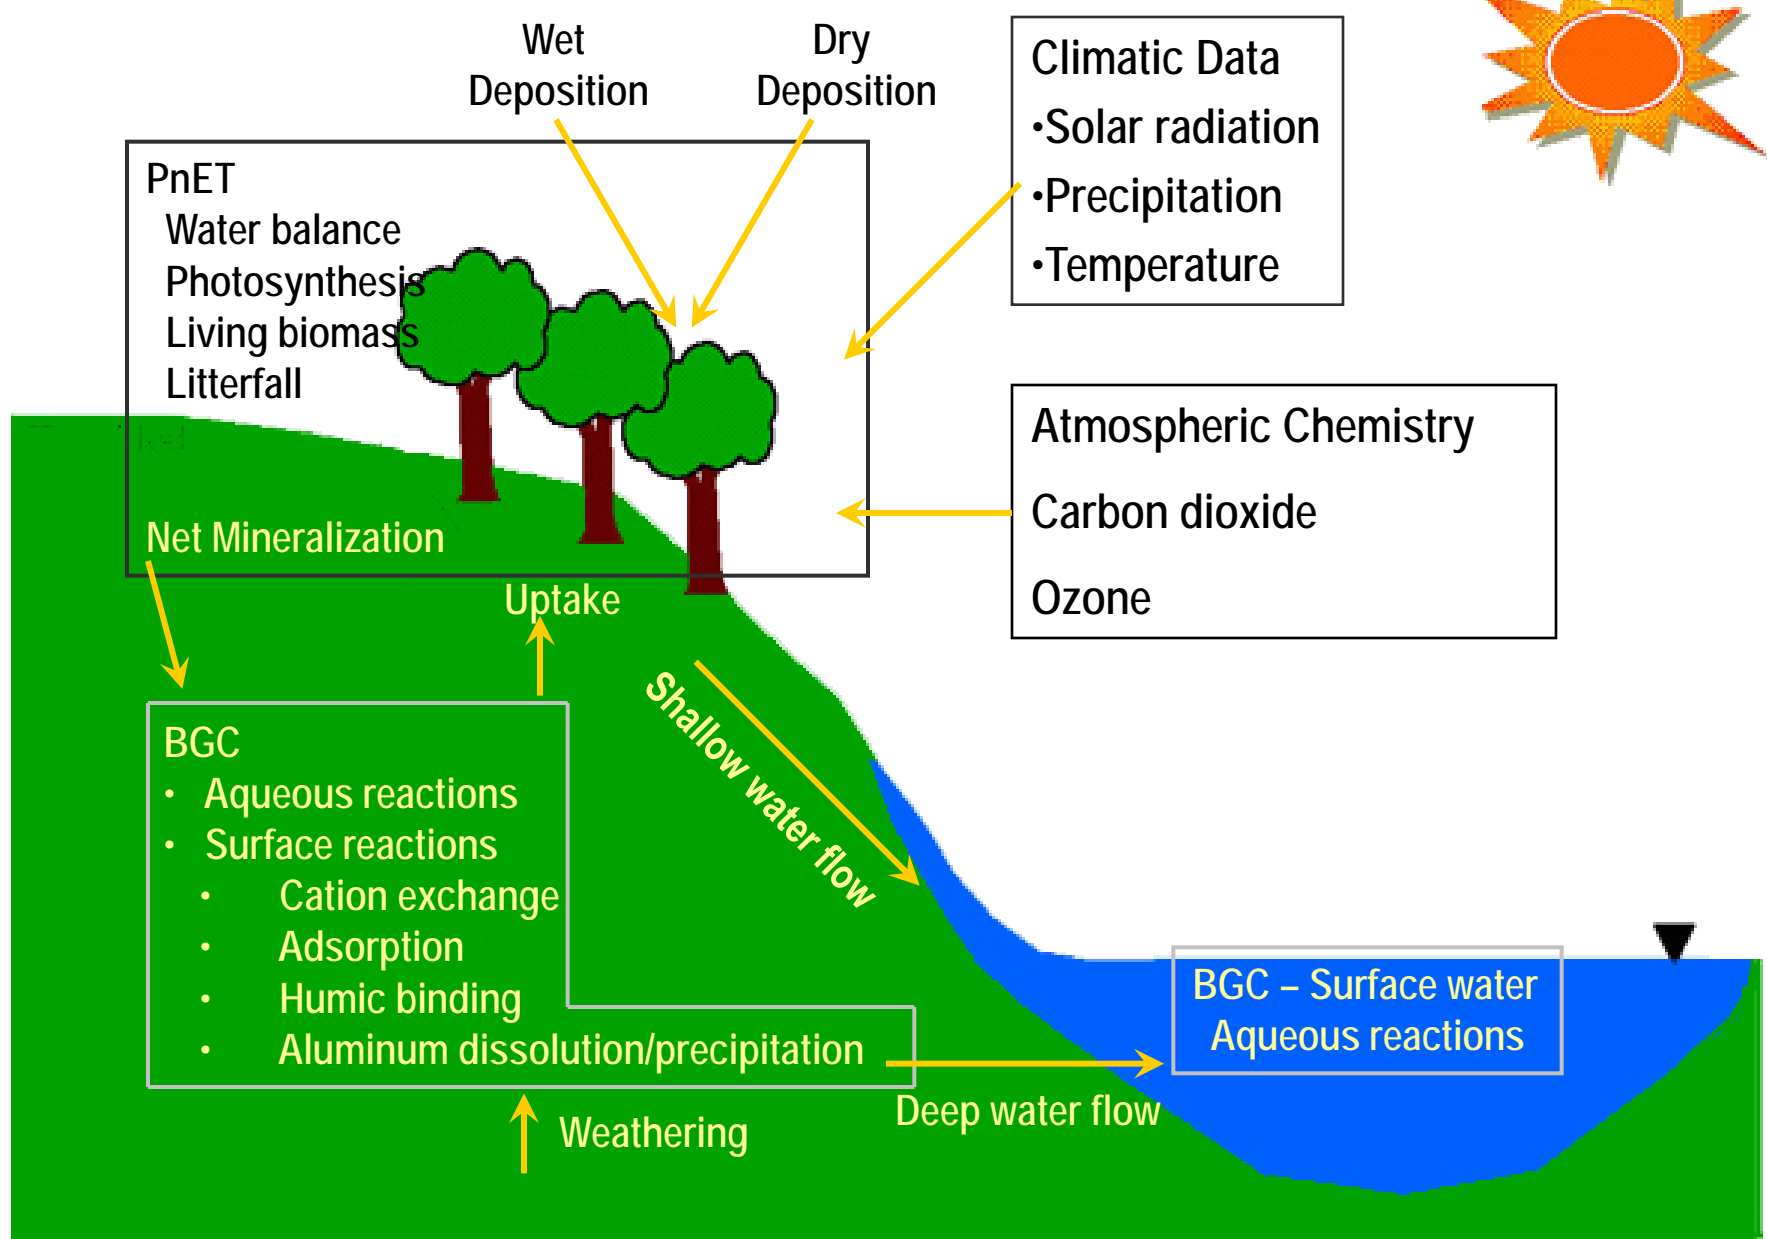 Wet
Deposition
Dry
Deposition
Climatic Data
•Solar radiation
•Precipitation
•Temperature
PnET
Water balance
Photosynthesis
Living biomass
Litterfall
Atmospheric Chemistry
Carbon dioxide
Ozone
Net Mineralization
Uptake
Shallow water flow
BGC
• Aqueous reactions
• Surface reactions
• Cation exchange
• Adsorption
• Humic binding
• Aluminum dissolution/precipitation
BGC – Surface water
Aqueous reactions
Deep water flow
Weathering